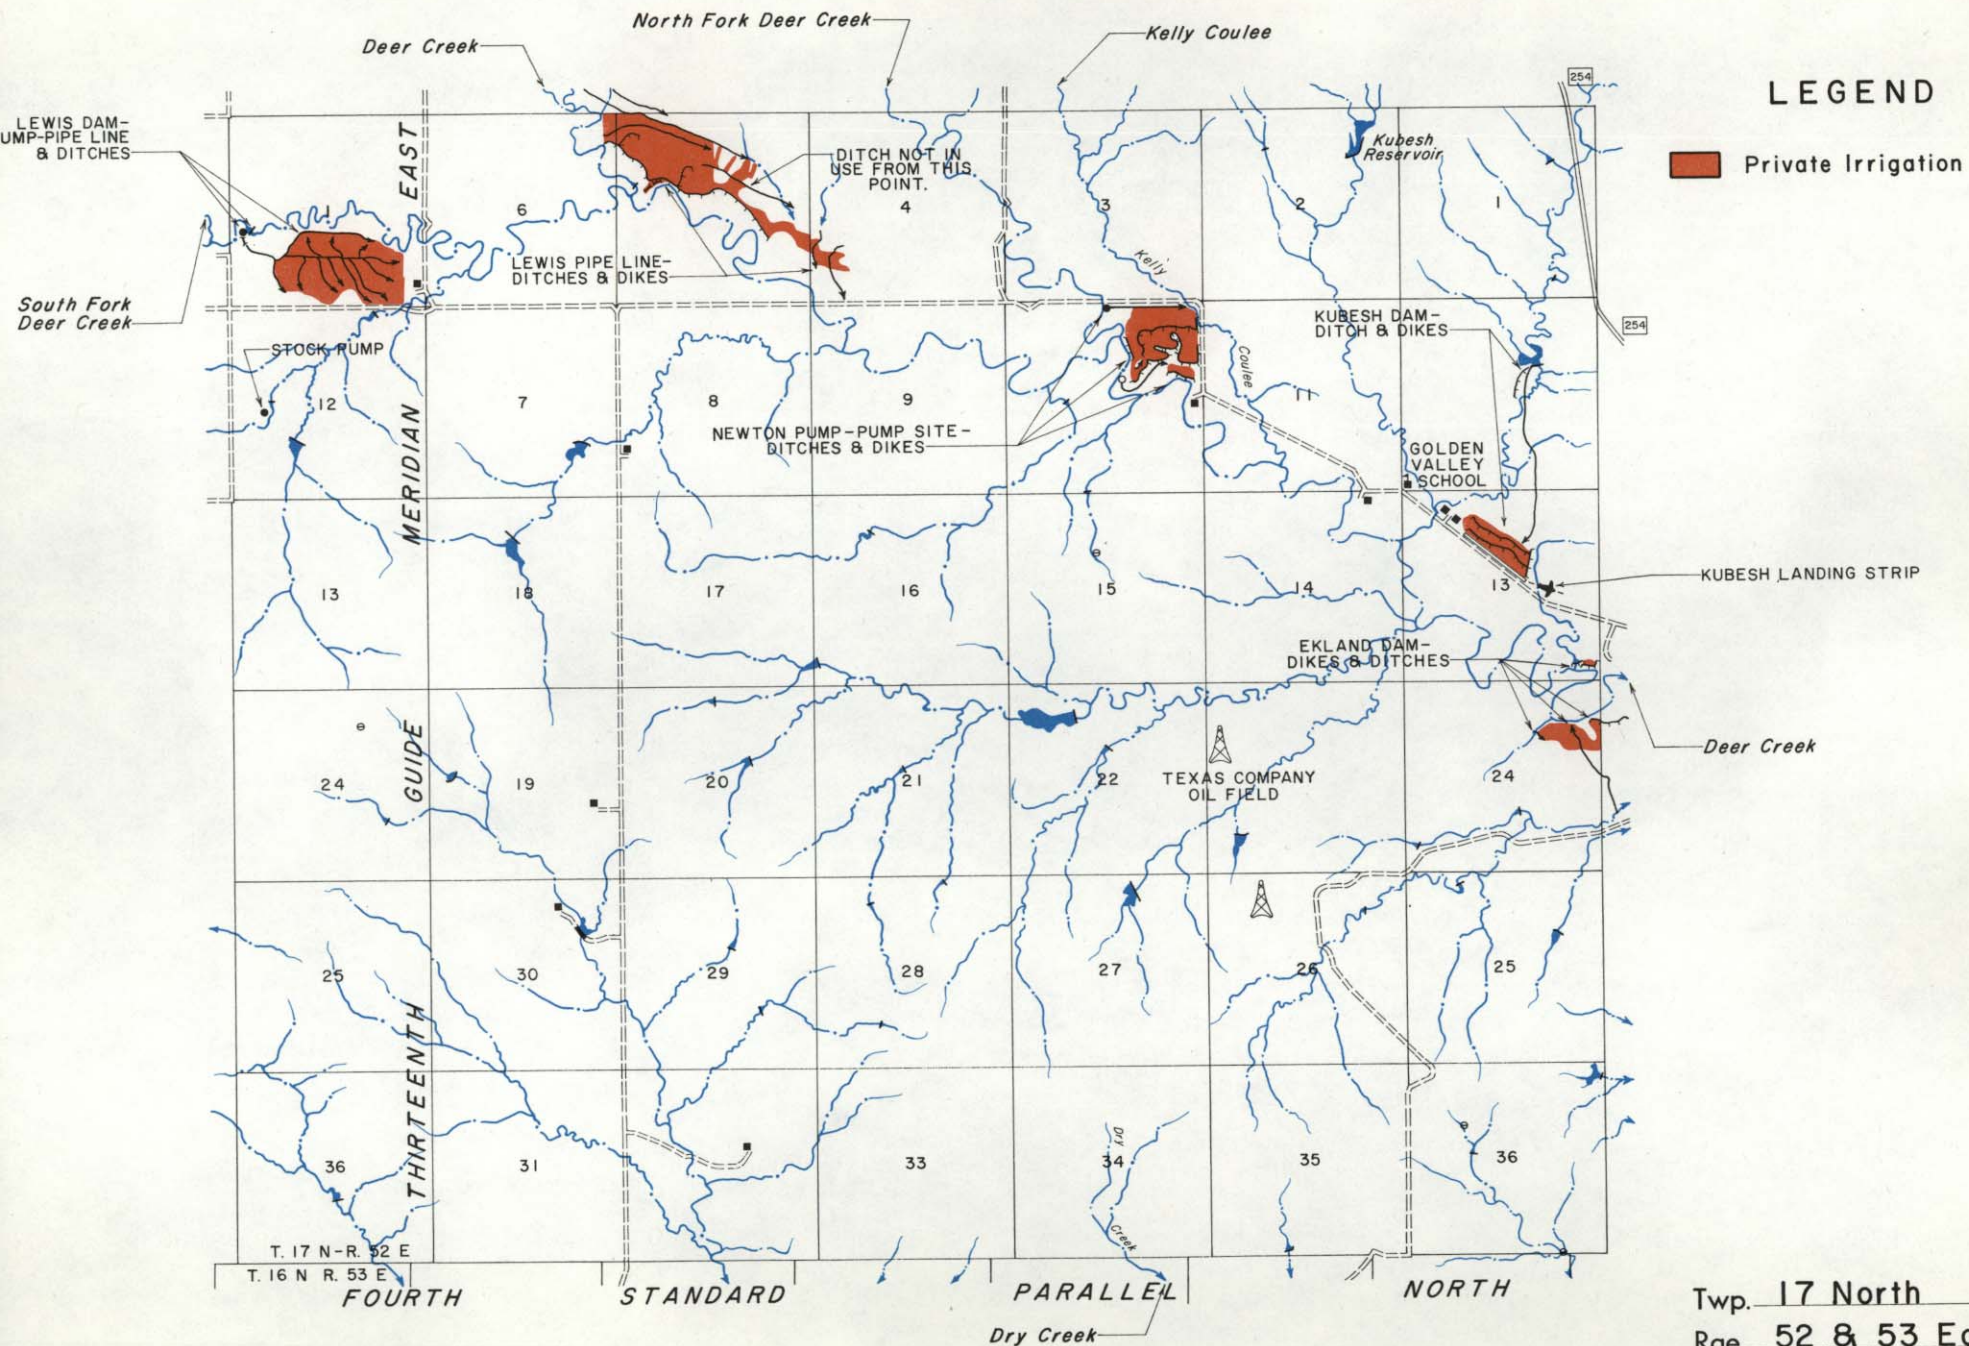 North Fork Deer Creek
Deer Creek
Kelly Coulee
254
LEGEND
Private Irrigation
LEWIS DAM-
UMP-PIPE LINE
& DITCHES
EAST
DITCH NOT IN
USE FROM THIS
POINT.
Kubesh
Reservoir
1
6
4
3
2
1
LEWIS PIPE LINE-
DITCHES & DIKES
Kelly
South Fork
Deer Creek
KUBESH DAM-
DITCH & DIKES
254
STOCK PUMP
Coulee
12
7
8
9
11
MERIDIAN
NEWTON PUMP-PUMP SITE-
DITCHES & DIKES
GOLDEN
VALLEY
SCHOOL
13
18
17
16
15
14
13
KUBESH LANDING STRIP
EKLAND DAM-
DIKES & DITCHES
GUIDE
Deer Creek
24
19
20
21
22
TEXAS COMPANY
OIL FIELD
24
25
30
29
28
27
26
25
THIRTEENTH
36
31
33
Dry
34
35
36
Creek
T. 17 N-R. 52 E
T. 16 N R. 53 E
FOURTH STANDARD PARALLEL NORTH
Dry Creek
Twp. 17 North
Rge. 52 & 53 Ea